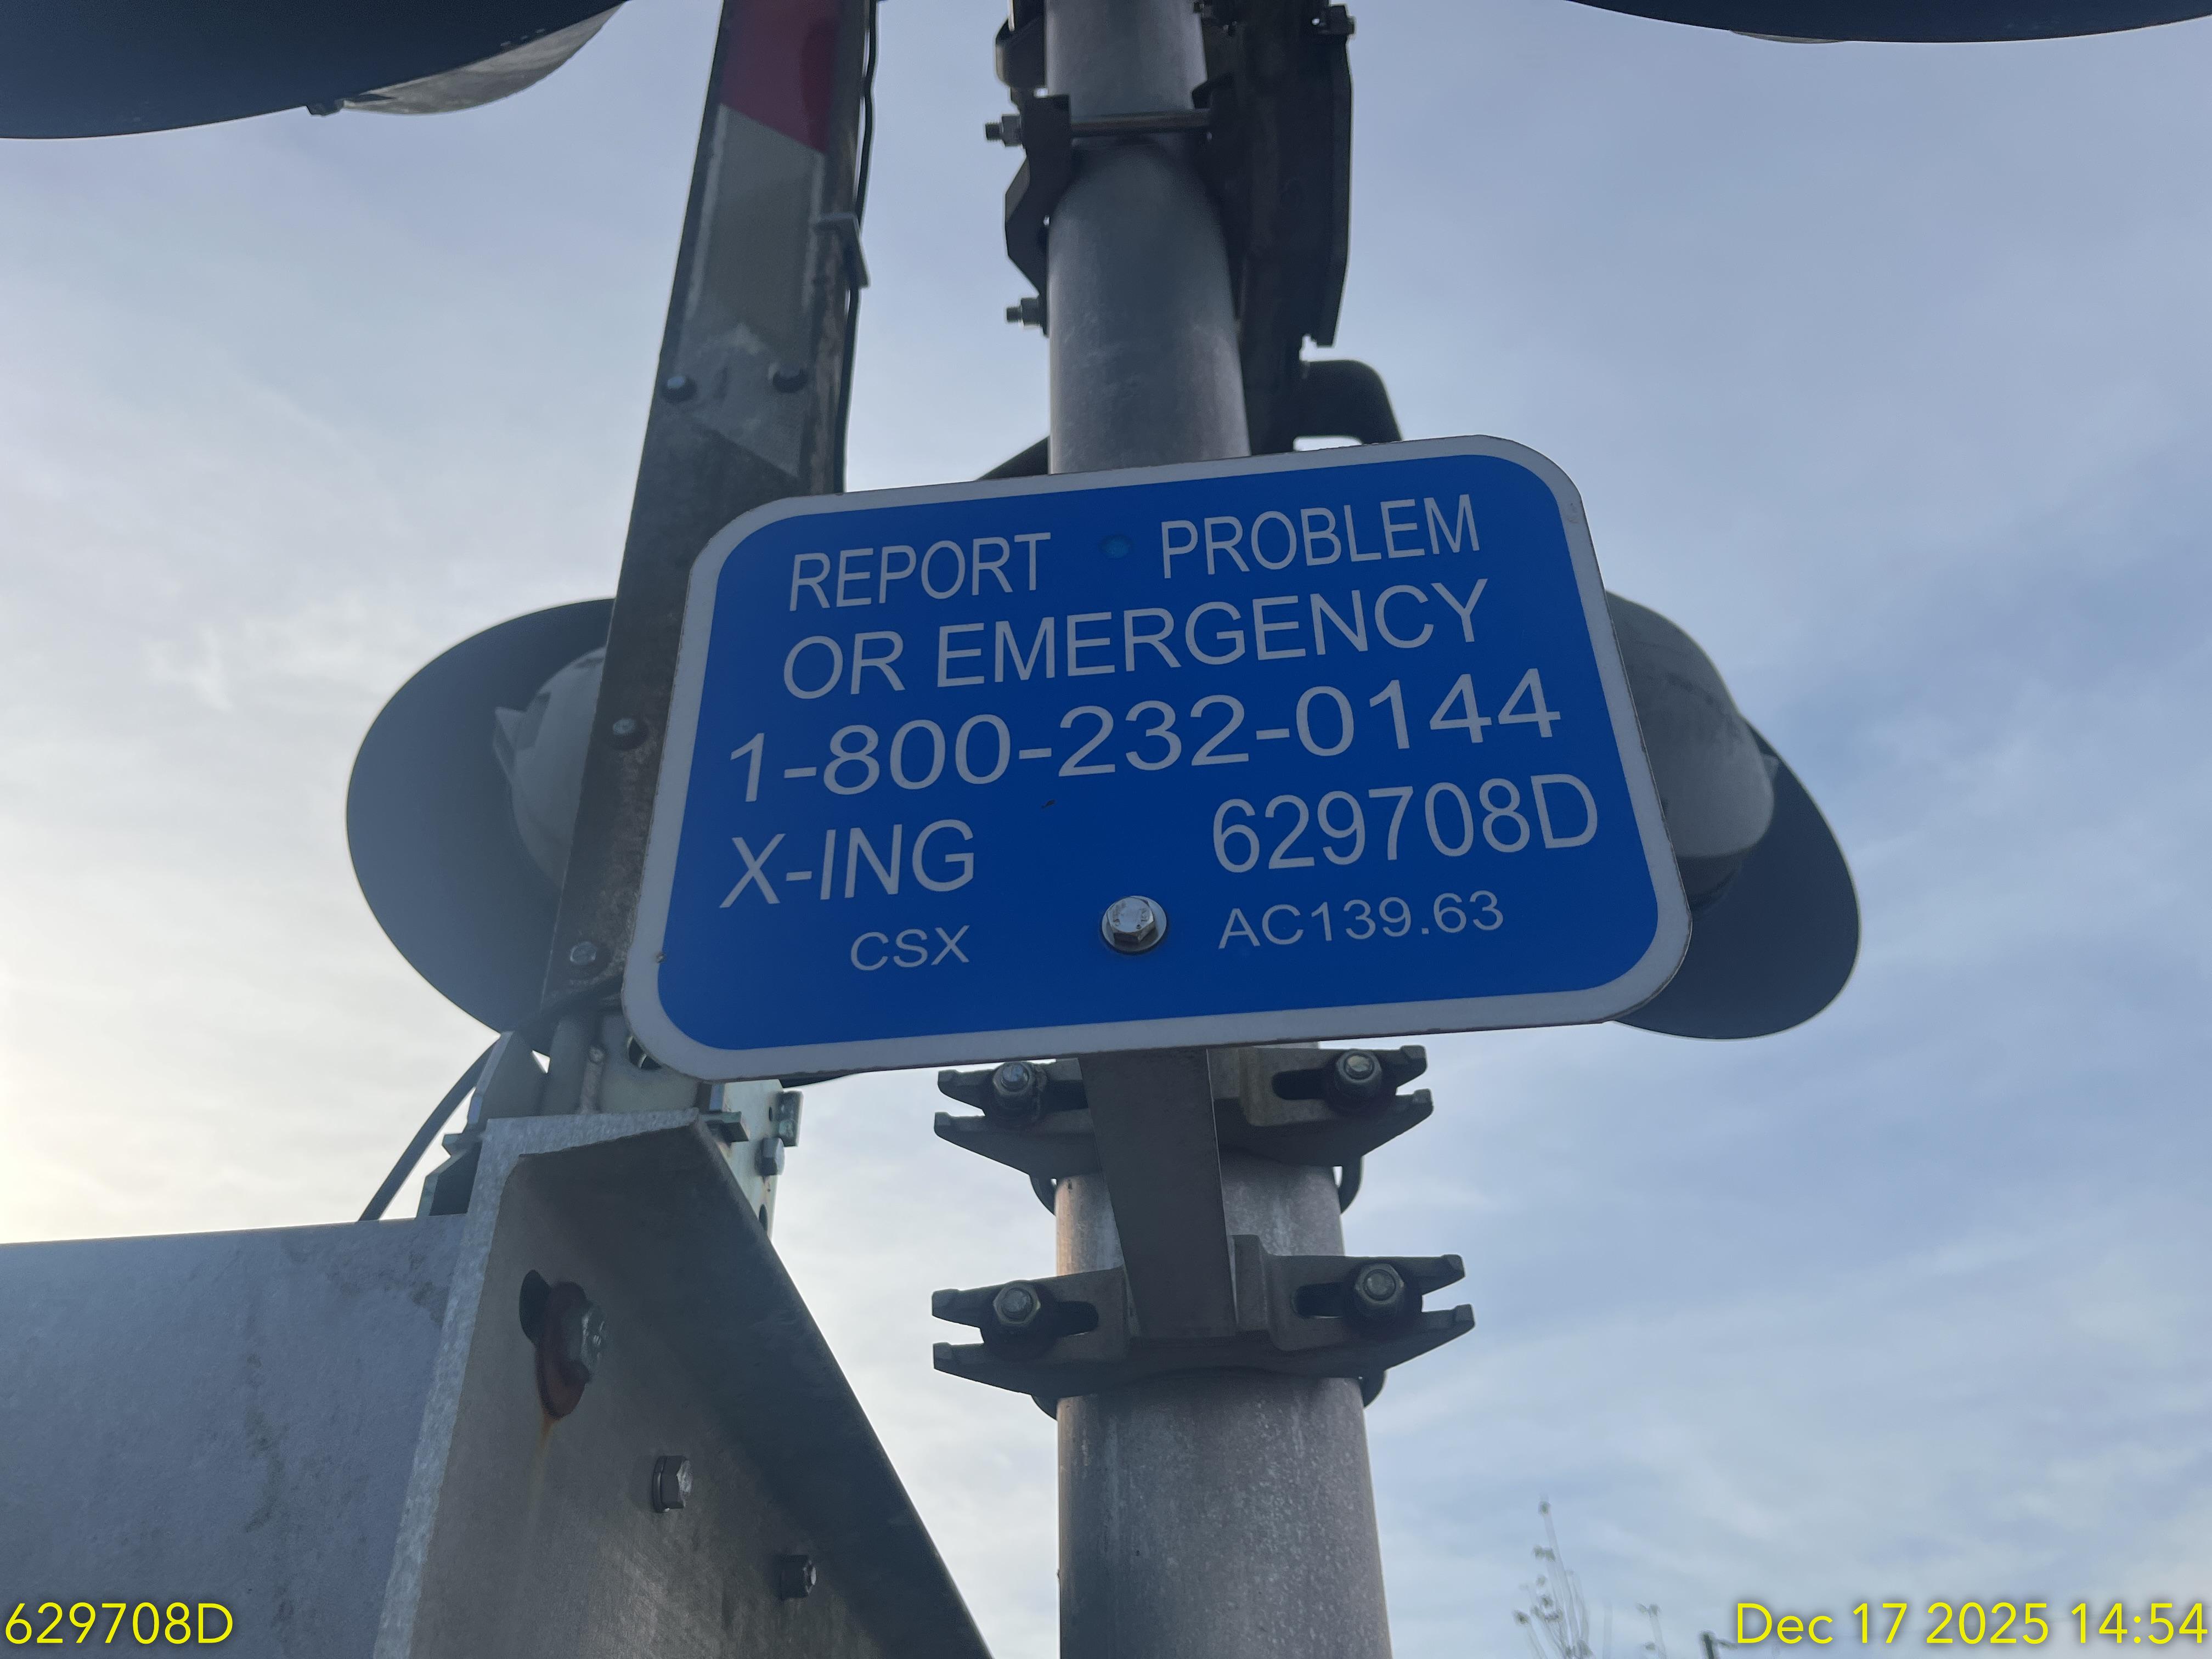 REPORT PROBLEM
OR EMERGENCY
1-800-232-0144
X-ING 629708D
CSX AC139.63
629708D
Dec 17 2025 14:54